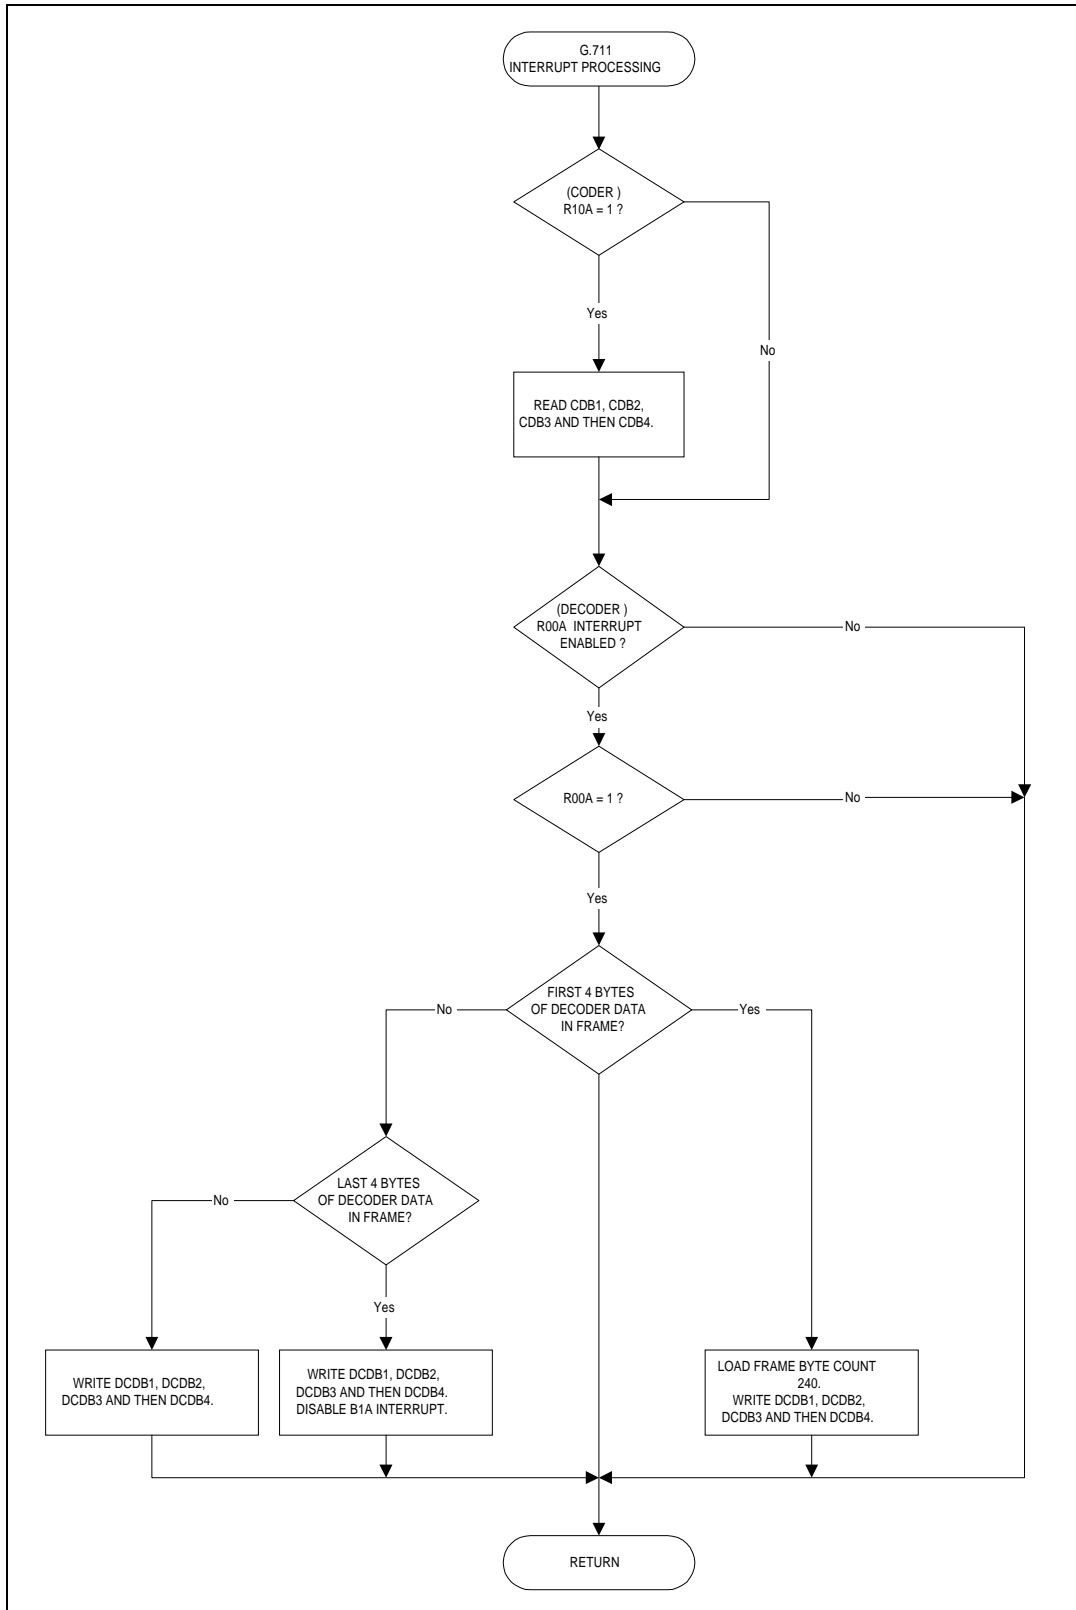 G.711
INTERRUPT PROCESSING
(CODER )
R10A = 1 ?
Yes
No
READ CDB1, CDB2,
CDB3 AND THEN CDB4.
(DECODER )
R00A  INTERRUPT
ENABLED ?
No
Yes
R00A = 1 ?
No
Yes
FIRST 4 BYTES
OF DECODER DATA
IN FRAME?
No
Yes
LAST 4 BYTES
OF DECODER DATA
IN FRAME?
No
Yes
WRITE DCDB1, DCDB2,
DCDB3 AND THEN DCDB4.
WRITE DCDB1, DCDB2,
DCDB3 AND THEN DCDB4.
DISABLE B1A INTERRUPT.
LOAD FRAME BYTE COUNT
240.
WRITE DCDB1, DCDB2,
DCDB3 AND THEN DCDB4.
RETURN